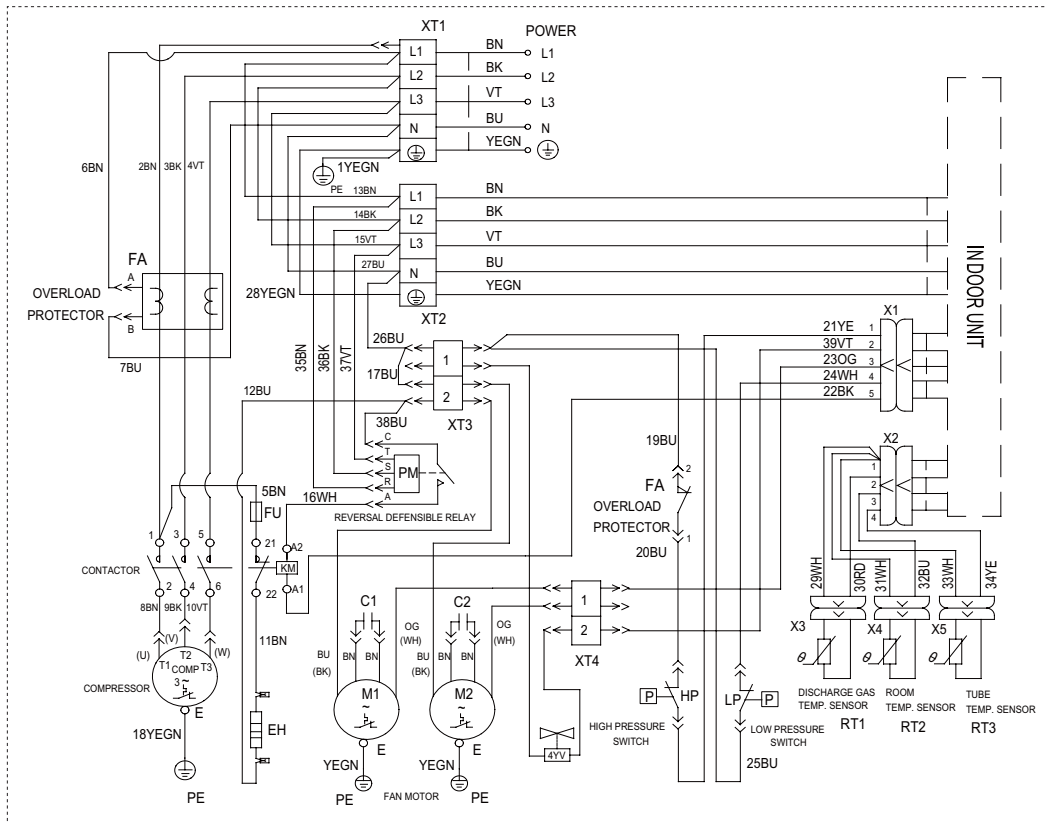 XT1
POWER
L1 BN L1
L2 BK L2
L3 VT L3
N BU N
YEGN
1YEGN
6BN
2BN 3BK 4VT
PE 13BN L1 BN
14BK L2 BK
15VT L3 VT
27BU N BU
28YEGN YEGN
XT2
INDOOR UNIT
FA
A
OVERLOAD
PROTECTOR
B
7BU
26BU
17BU
35BN
36BK
37VT
12BU
1
2
XT3
38BU
C
T
S
R
A
PM
REVERSAL DEFENSIBLE RELAY
16WH
X1
21YE 1
39VT 2
23OG 3
24WH 4
22BK 5
X2
1
2
3
4
19BU
2
FA
OVERLOAD
PROTECTOR
1
20BU
5BN
FU
1 3 5 21
A2
KM
A1
CONTACTOR
2 4 6 22
8BN 9BK 10VT
(U) (V) (W)
T1 T2 T3
COMP
3~
COMPRESSOR
E
18YEGN
PE
11BN
EH
C1
BU
(BK)
BN BN
OG
(WH)
M1
~
E
YEGN
PE
FAN MOTOR
C2
BU
(BK)
BN BN
OG
(WH)
M2
~
E
YEGN
PE
1
2
XT4
4YV
P HP
HIGH PRESSURE
SWITCH
LP P
LOW PRESSURE
SWITCH
25BU
29WH
30RD
31WH
32BU
33WH
34YE
X3 X4 X5
θ θ θ
DISCHARGE GAS
TEMP. SENSOR
RT1
ROOM
TEMP. SENSOR
RT2
TUBE
TEMP. SENSOR
RT3